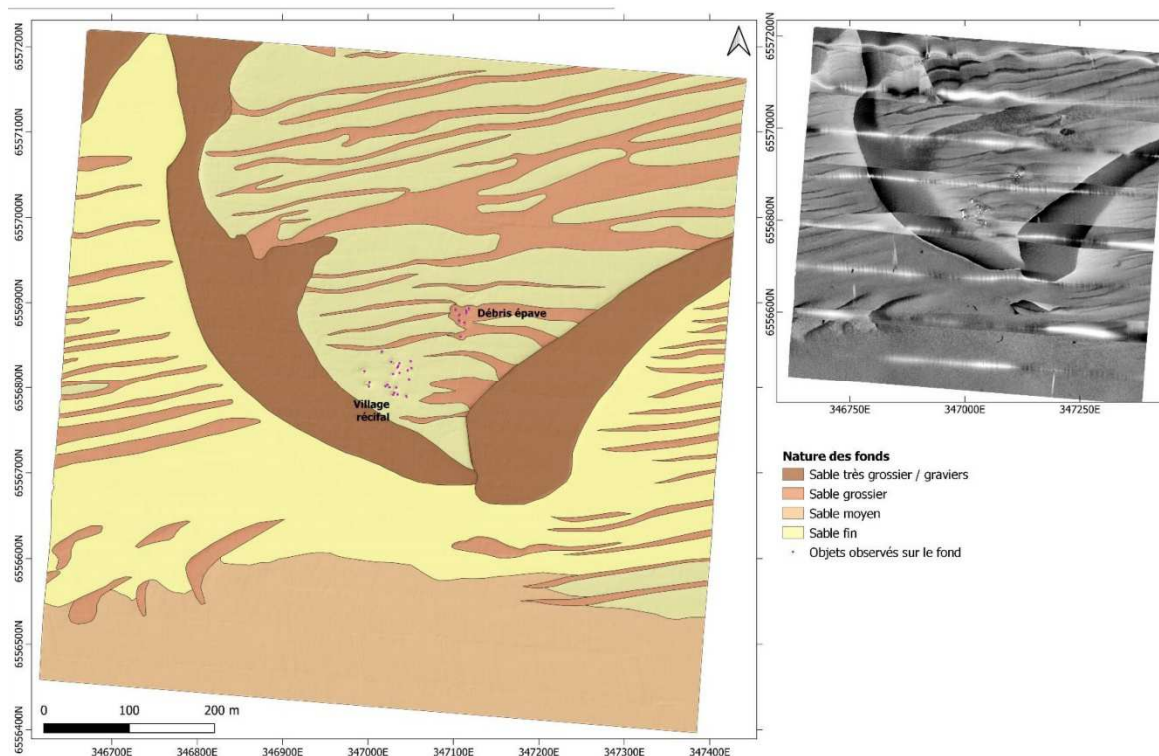 6557200N
6557100N
6557000N
6556900N
6556800N
6556700N
6556600N
6556500N
6556400N
Débris épave
Village
récifal
0 100 200 m
346700E 346800E 346900E 347000E 347100E 347200E 347300E 347400E
6557200N
6557000N
6556800N
6556600N
346750E 347000E 347250E
Nature des fonds
Sable très grossier / graviers
Sable grossier
Sable moyen
Sable fin
Objets observés sur le fond